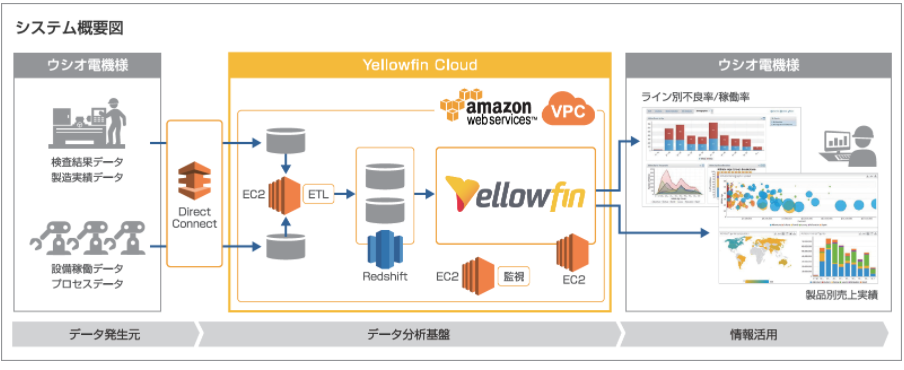 システム概要図
ウシオ電機様
検査結果データ
製造実績データ
設備稼働データ
プロセスデータ
Direct
Connect
Yellowfin Cloud
amazon
webservices™
VPC
EC2
ETL
Redshift
Yellowfin
EC2
監視
EC2
ウシオ電機様
ライン別不良率/稼働率
製品別売上実績
データ発生元
データ分析基盤
情報活用